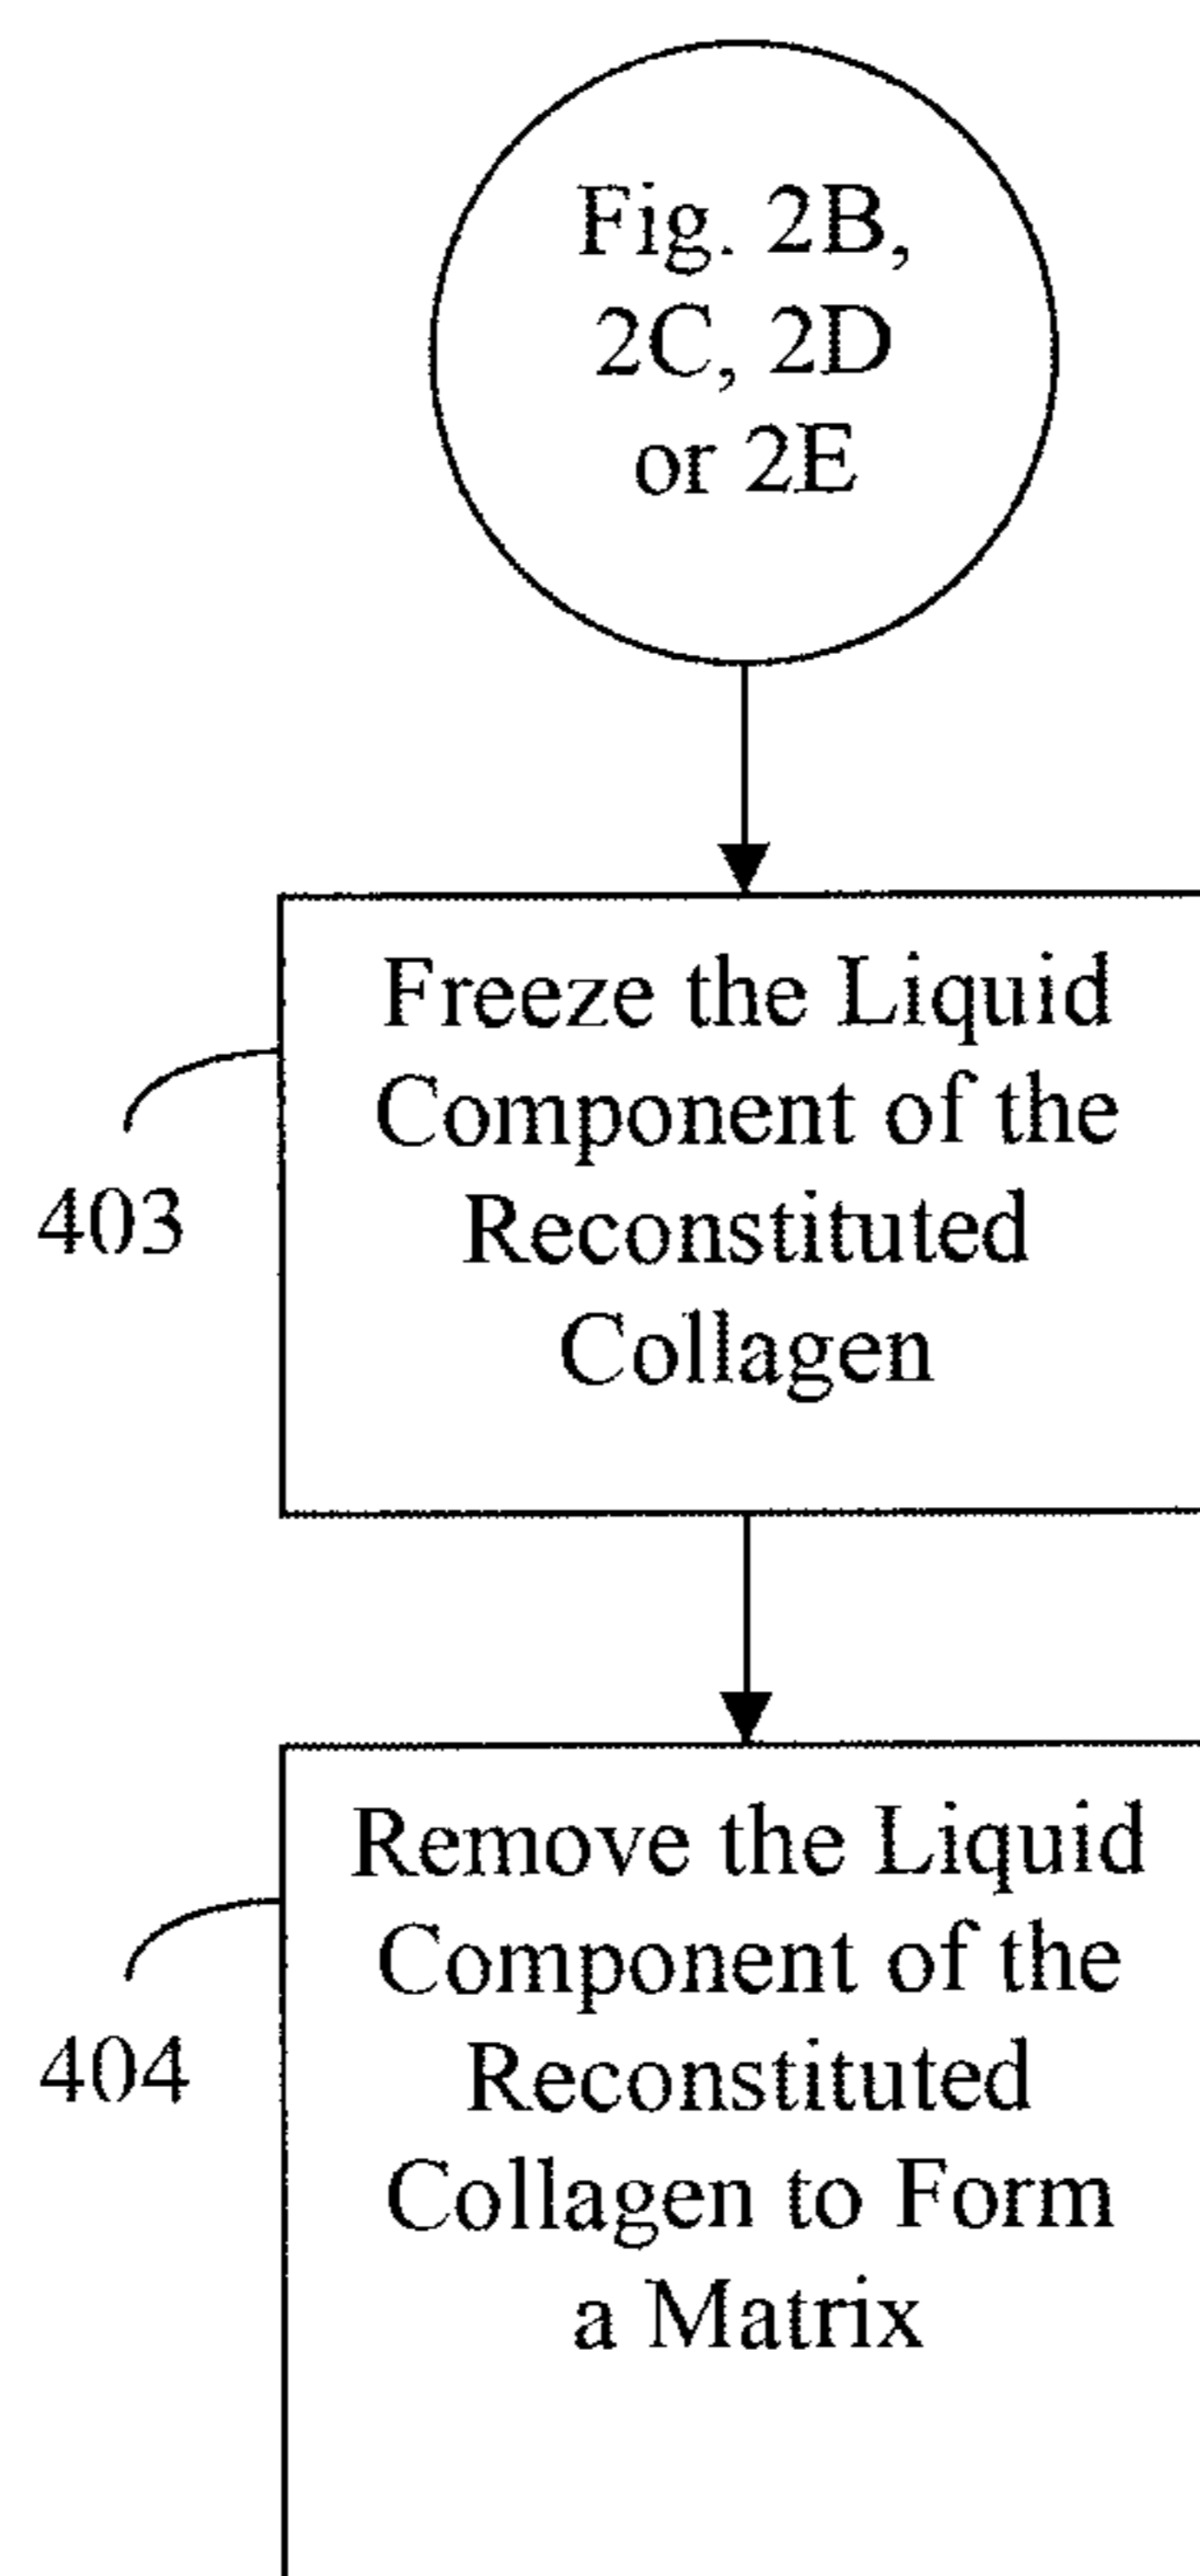 Fig. 2B,
2C, 2D
or 2E
Freeze the Liquid
Component of the
Reconstituted
Collagen
403
Remove the Liquid
Component of the
Reconstituted
Collagen to Form
a Matrix
404